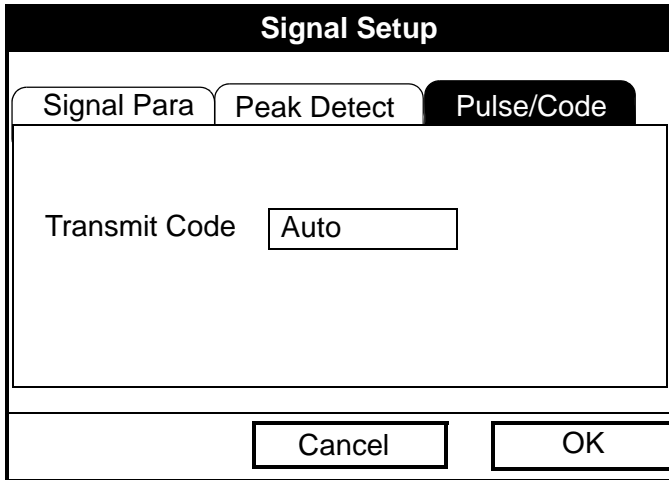 Signal Setup
Signal Para Peak Detect Pulse/Code
Transmit Code Auto
Cancel OK